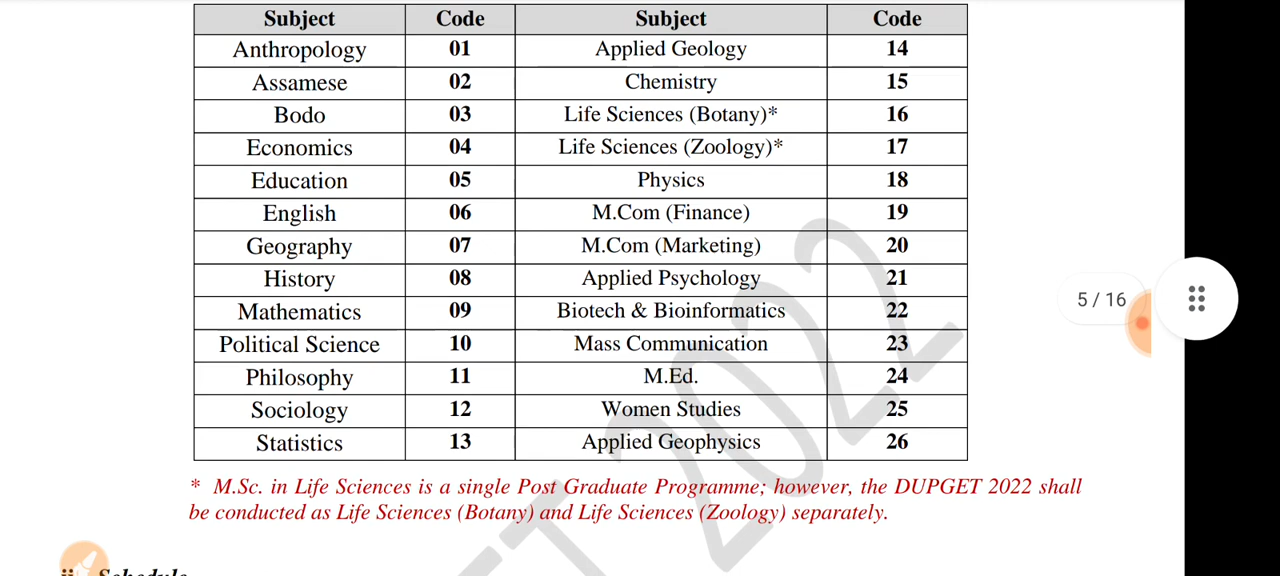 Subject Code Subject Code
Anthropology 01 Applied Geology 14
Assamese 02 Chemistry 15
Bodo 03 Life Sciences (Botany)* 16
Economics 04 Life Sciences (Zoology)* 17
Education 05 Physics 18
English 06 M.Com (Finance) 19
Geography 07 M.Com (Marketing) 20
History 08 Applied Psychology 21
Mathematics 09 Biotech & Bioinformatics 22
Political Science 10 Mass Communication 23
Philosophy 11 M.Ed. 24
Sociology 12 Women Studies 25
Statistics 13 Applied Geophysics 26
* M.Sc. in Life Sciences is a single Post Graduate Programme; however, the DUPGET 2022 shall
be conducted as Life Sciences (Botany) and Life Sciences (Zoology) separately.
Schedule
5 / 16
T 2022